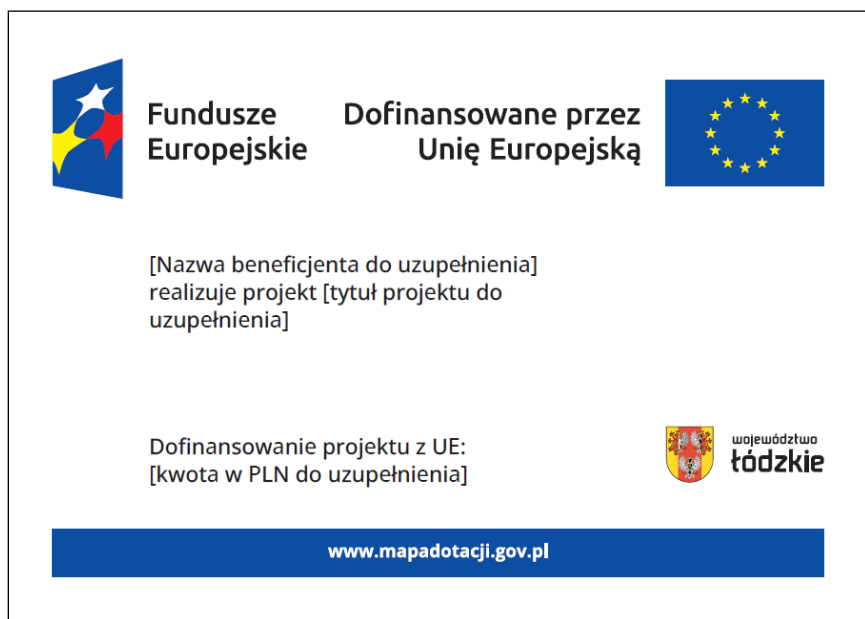 Fundusze
Europejskie
Dofinansowane przez
Unię Europejską
[Nazwa beneficjenta do uzupełnienia]
realizuje projekt [tytuł projektu do
uzupełnienia]
Dofinansowanie projektu z UE:
[kwota w PLN do uzupełnienia]
województwo
łódzkie
www.mapadotacji.gov.pl